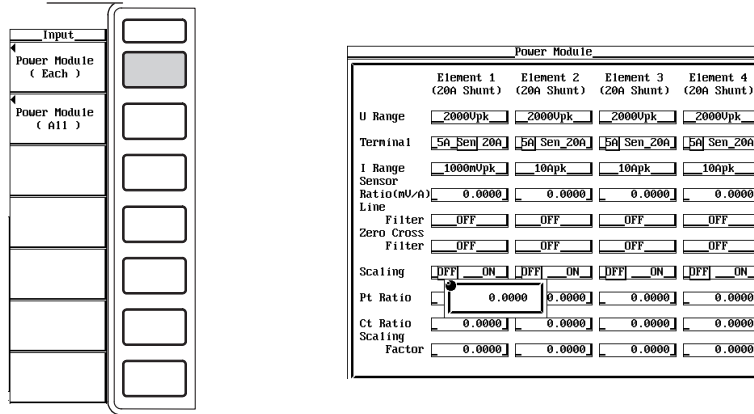 Input
Power Module
( Each )
Power Module
( All )
Power Module
Element 1 Element 2 Element 3 Element 4
(20A Shunt) (20A Shunt) (20A Shunt) (20A Shunt)
U Range 2000Vpk 2000Vpk 2000Vpk 2000Vpk
Terminal 5A Sen 20A 5A Sen 20A 5A Sen 20A 5A Sen 20A
I Range 1000mVpk 10Apk 10Apk 10Apk
Sensor
Ratio(mV/A) 0.0000 0.0000 0.0000 0.0000
Line
Filter OFF OFF OFF OFF
Zero Cross
Filter OFF OFF OFF OFF
Scaling OFF ON OFF ON OFF ON OFF ON
Pt Ratio 0.0000 0.0000 0.0000 0.0000
Ct Ratio 0.0000 0.0000 0.0000 0.0000
Scaling
Factor 0.0000 0.0000 0.0000 0.0000